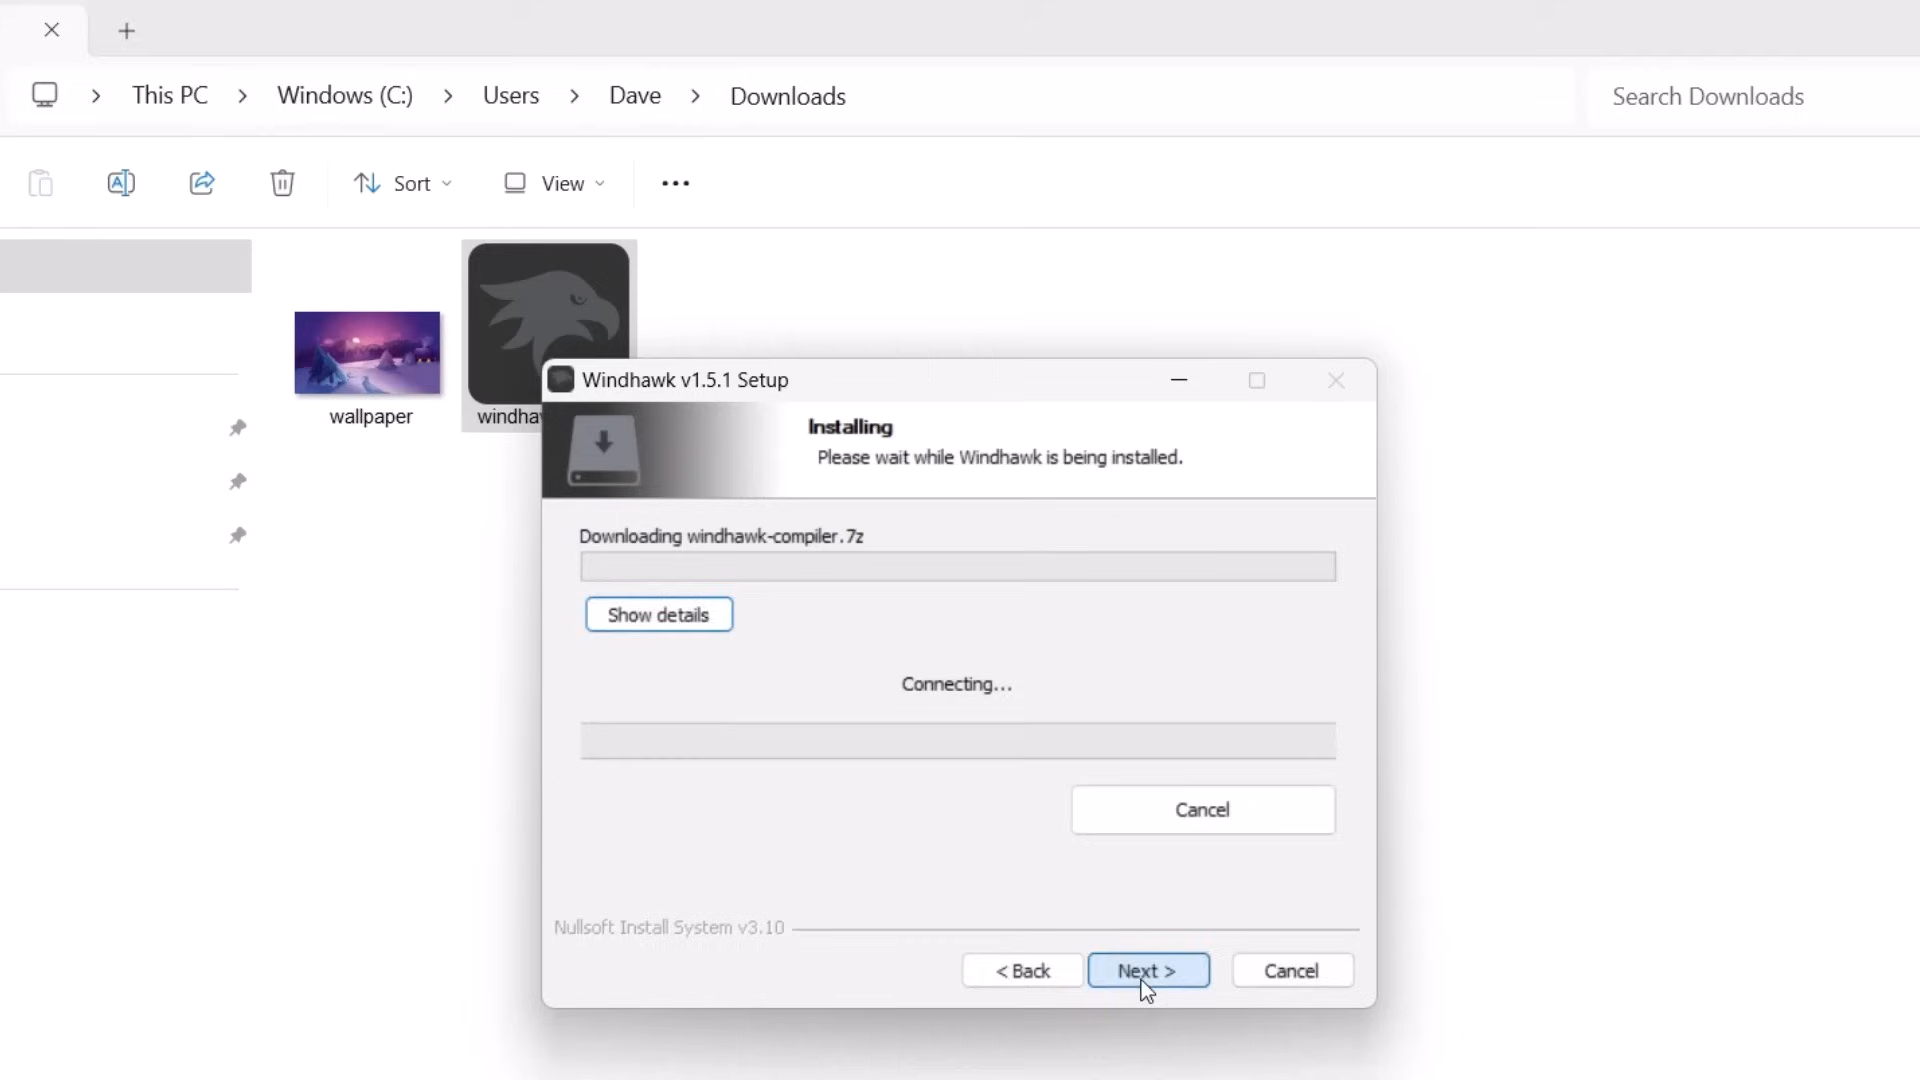 This PC
Windows (C:)
Users
Dave
Downloads
Search Downloads
Sort
View
wallpaper
Windhawk v1.5.1 Setup
Installing
Please wait while Windhawk is being installed.
Downloading windhawk-compiler.7z
Show details
Connecting...
Cancel
Nullsoft Install System v3.10
< Back
Next >
Cancel